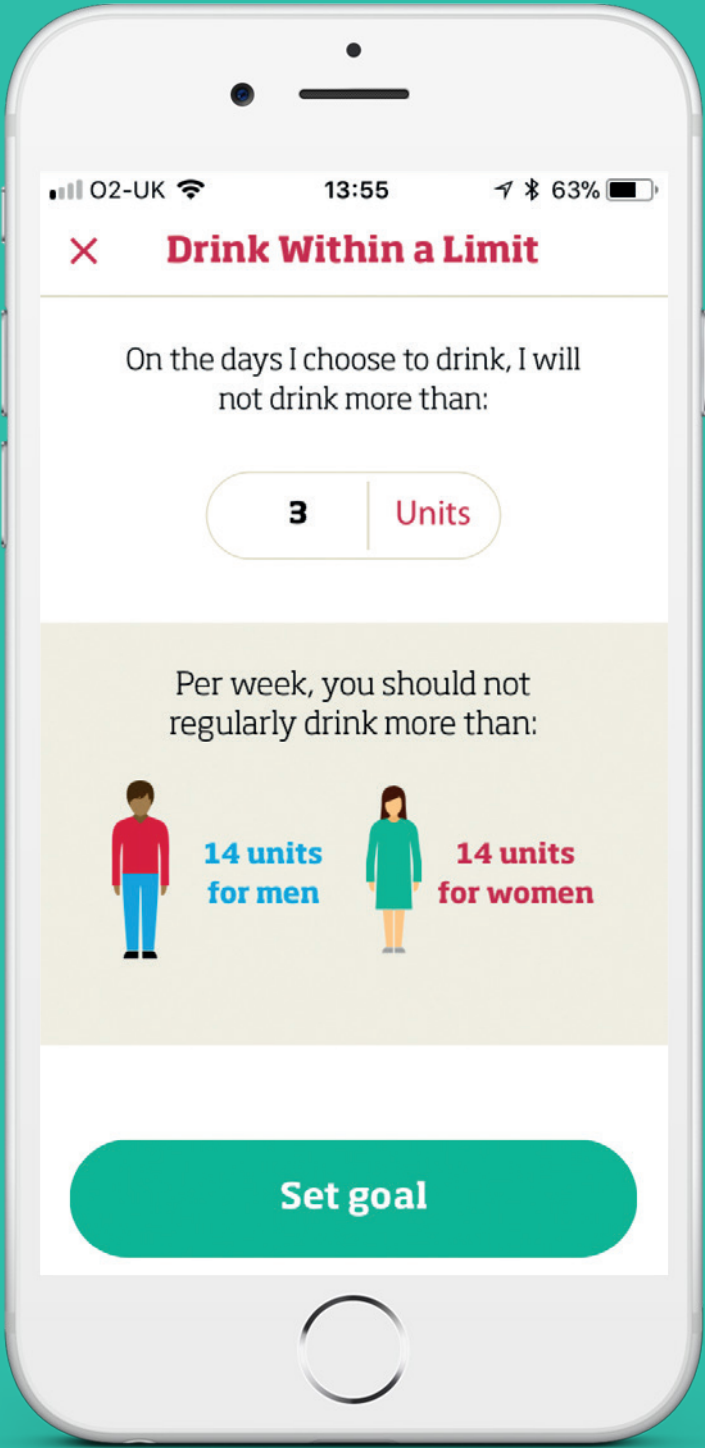 O2-UK 13:55 63%
Drink Within a Limit
On the days I choose to drink, I will
not drink more than:
3 Units
Per week, you should not
regularly drink more than:
14 units
for men
14 units
for women
Set goal